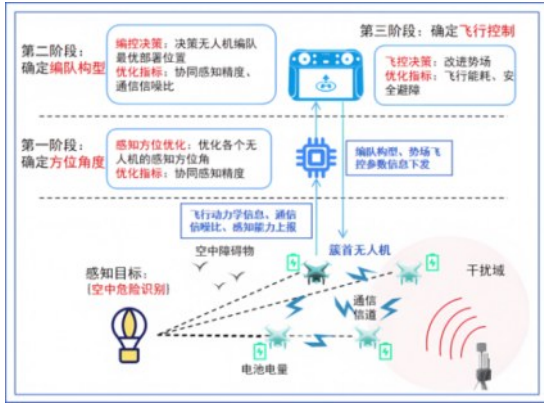 第三阶段：确定飞行控制
第二阶段：
确定编队构型
编控决策：决策无人机编队
最优部署位置
优化指标：协同感知精度、
通信信噪比
飞控决策：改进势场
优化指标：飞行能耗、安
全避障
第一阶段：
确定方位角度
感知方位优化：优化各个无
人机的感知方位角
优化指标：协同感知精度
编队构型、势场飞
控参数信息下发
飞行动力学信息、通信
信噪比、感知能力上报
空中障碍物
簇首无人机
感知目标：
(空中危险识别)
干扰域
通信
信道
电池电量